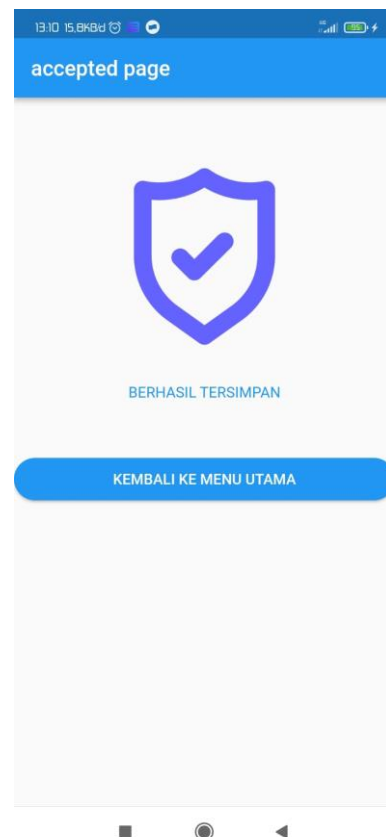 13:10 15,8KB/d
accepted page
BERHASIL TERSIMPAN
KEMBALI KE MENU UTAMA